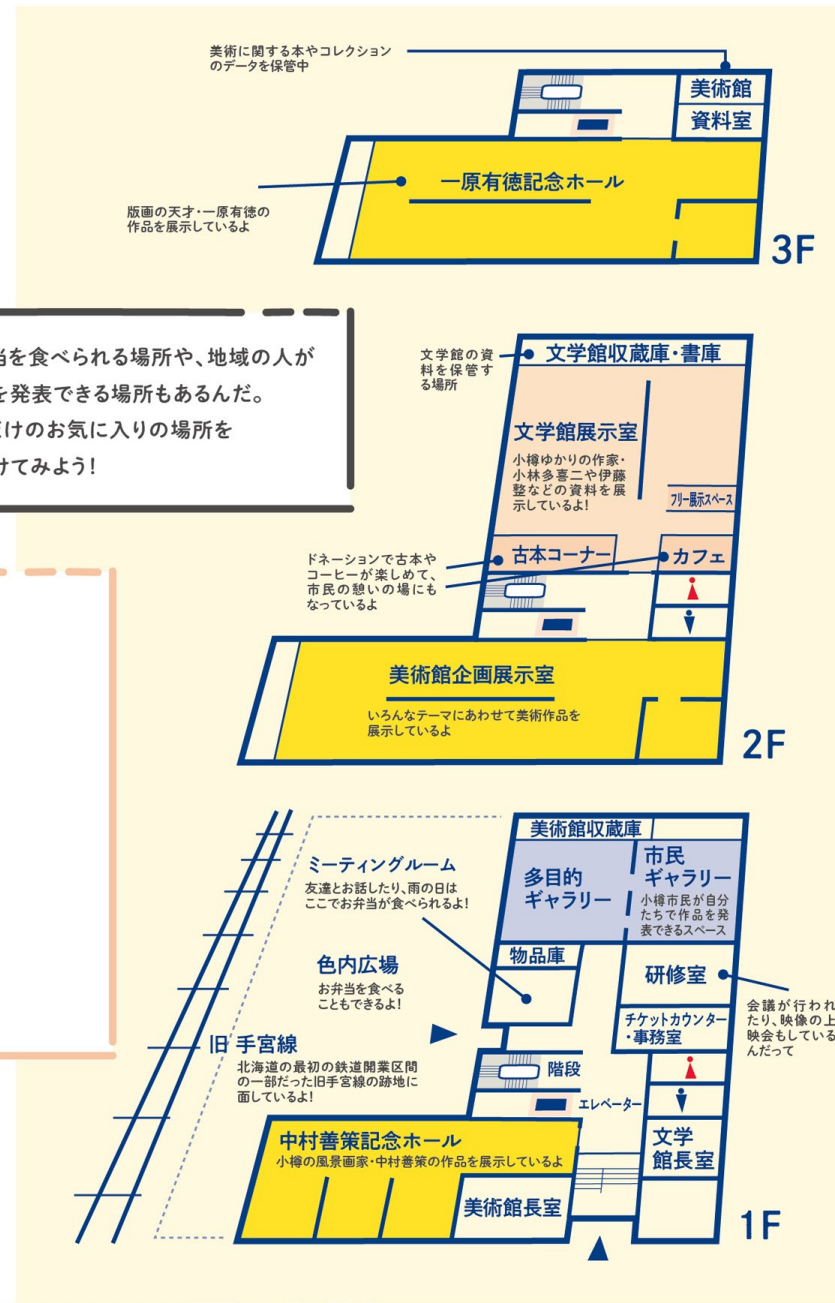 美術に関する本やコレクション
のデータを保管中
美術館
資料室
一原有徳記念ホール
版画の天才・一原有徳の
作品を展示しているよ
3F
を食べられる場所や、地域の人が
を発表できる場所もあるんだ。
けのお気に入りの場所を
けてみよう!
文学館の資
料を保管す
る場所
文学館収蔵庫・書庫
文学館展示室
小樽ゆかりの作家・
小林多喜二や伊藤
整などの資料を展
示しているよ!
フリー展示スペース
ドネーションで古本や
コーヒーが楽しめて、
市民の憩いの場にも
なっているよ
古本コーナー
カフェ
美術館企画展示室
いろんなテーマにあわせて美術作品を
展示しているよ
2F
美術館収蔵庫
多目的
ギャラリー
市民
ギャラリー
小樽市民が自分
たちで作品を発
表できるスペース
ミーティングルーム
友達とお話したり、雨の日は
ここでお弁当が食べられるよ!
物品庫
色内広場
お弁当を食べる
こともできるよ!
研修室
会議が行われ
たり、映像の上
映会もしている
んだって
チケットカウンター
・事務室
旧 手宮線
北海道の最初の鉄道開業区間
の一部だった旧手宮線の跡地に
面しているよ!
階段
エレベーター
中村善策記念ホール
小樽の風景画家・中村善策の作品を展示しているよ
文学
館長室
美術館長室
1F